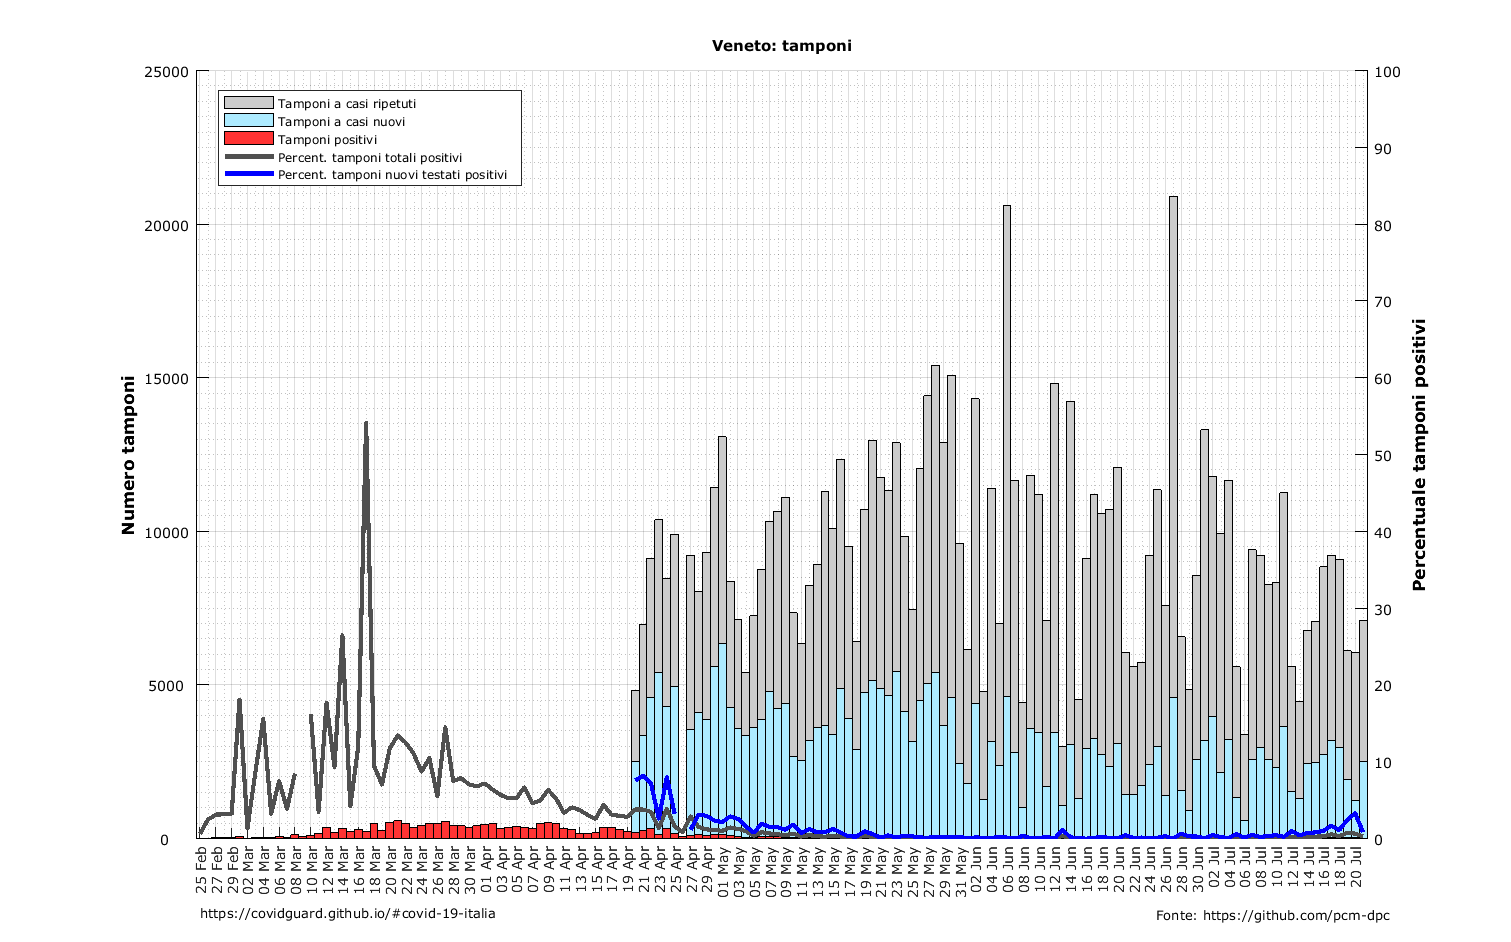 Veneto: tamponi
25000
20000
15000
10000
5000
0
Numero tamponi
Tamponi a casi ripetuti
Tamponi a casi nuovi
Tamponi positivi
Percent. tamponi totali positivi
Percent. tamponi nuovi testati positivi
100
90
80
70
60
50
40
30
20
10
0
Percentuale tamponi positivi
25 Feb
27 Feb
29 Feb
02 Mar
04 Mar
06 Mar
08 Mar
10 Mar
12 Mar
14 Mar
16 Mar
18 Mar
20 Mar
22 Mar
24 Mar
26 Mar
28 Mar
30 Mar
01 Apr
03 Apr
05 Apr
07 Apr
09 Apr
11 Apr
13 Apr
15 Apr
17 Apr
19 Apr
21 Apr
23 Apr
25 Apr
27 Apr
29 Apr
01 May
03 May
05 May
07 May
09 May
11 May
13 May
15 May
17 May
19 May
21 May
23 May
25 May
27 May
29 May
31 May
02 Jun
04 Jun
06 Jun
08 Jun
10 Jun
12 Jun
14 Jun
16 Jun
18 Jun
20 Jun
22 Jun
24 Jun
26 Jun
28 Jun
30 Jun
02 Jul
04 Jul
06 Jul
08 Jul
10 Jul
12 Jul
14 Jul
16 Jul
18 Jul
20 Jul
https://covidguard.github.io/#covid-19-italia
Fonte: https://github.com/pcm-dpc